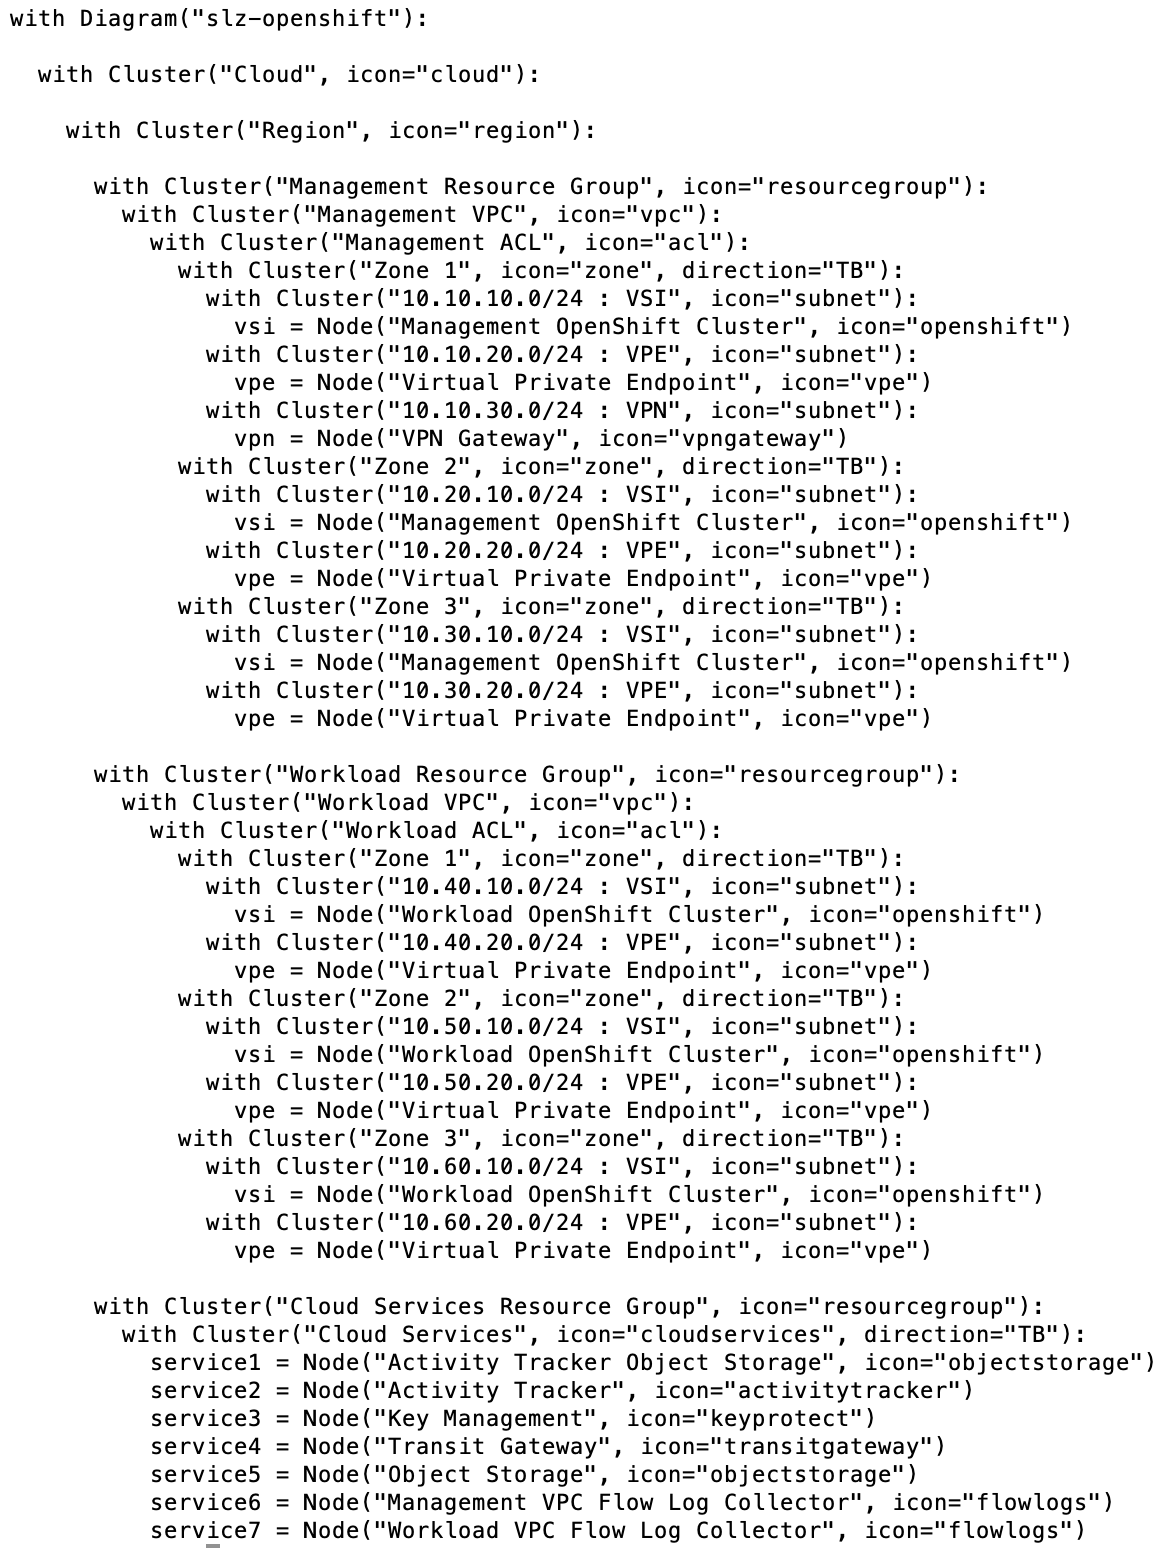 with Diagram("slz-openshift"):
with Cluster("Cloud", icon="cloud"):
with Cluster("Region", icon="region"):
with Cluster("Management Resource Group", icon="resourcegroup"):
with Cluster("Management VPC", icon="vpc"):
with Cluster("Management ACL", icon="acl"):
with Cluster("Zone 1", icon="zone", direction="TB"):
with Cluster("10.10.10.0/24 : VSI", icon="subnet"):
vsi = Node("Management OpenShift Cluster", icon="openshift")
with Cluster("10.10.20.0/24 : VPE", icon="subnet"):
vpe = Node("Virtual Private Endpoint", icon="vpe")
with Cluster("10.10.30.0/24 : VPN", icon="subnet"):
vpn = Node("VPN Gateway", icon="vpngateway")
with Cluster("Zone 2", icon="zone", direction="TB"):
with Cluster("10.20.10.0/24 : VSI", icon="subnet"):
vsi = Node("Management OpenShift Cluster", icon="openshift")
with Cluster("10.20.20.0/24 : VPE", icon="subnet"):
vpe = Node("Virtual Private Endpoint", icon="vpe")
with Cluster("Zone 3", icon="zone", direction="TB"):
with Cluster("10.30.10.0/24 : VSI", icon="subnet"):
vsi = Node("Management OpenShift Cluster", icon="openshift")
with Cluster("10.30.20.0/24 : VPE", icon="subnet"):
vpe = Node("Virtual Private Endpoint", icon="vpe")
with Cluster("Workload Resource Group", icon="resourcegroup"):
with Cluster("Workload VPC", icon="vpc"):
with Cluster("Workload ACL", icon="acl"):
with Cluster("Zone 1", icon="zone", direction="TB"):
with Cluster("10.40.10.0/24 : VSI", icon="subnet"):
vsi = Node("Workload OpenShift Cluster", icon="openshift")
with Cluster("10.40.20.0/24 : VPE", icon="subnet"):
vpe = Node("Virtual Private Endpoint", icon="vpe")
with Cluster("Zone 2", icon="zone", direction="TB"):
with Cluster("10.50.10.0/24 : VSI", icon="subnet"):
vsi = Node("Workload OpenShift Cluster", icon="openshift")
with Cluster("10.50.20.0/24 : VPE", icon="subnet"):
vpe = Node("Virtual Private Endpoint", icon="vpe")
with Cluster("Zone 3", icon="zone", direction="TB"):
with Cluster("10.60.10.0/24 : VSI", icon="subnet"):
vsi = Node("Workload OpenShift Cluster", icon="openshift")
with Cluster("10.60.20.0/24 : VPE", icon="subnet"):
vpe = Node("Virtual Private Endpoint", icon="vpe")
with Cluster("Cloud Services Resource Group", icon="resourcegroup"):
with Cluster("Cloud Services", icon="cloudservices", direction="TB"):
service1 = Node("Activity Tracker Object Storage", icon="objectstorage")
service2 = Node("Activity Tracker", icon="activitytracker")
service3 = Node("Key Management", icon="keyprotect")
service4 = Node("Transit Gateway", icon="transitgateway")
service5 = Node("Object Storage", icon="objectstorage")
service6 = Node("Management VPC Flow Log Collector", icon="flowlogs")
service7 = Node("Workload VPC Flow Log Collector", icon="flowlogs")